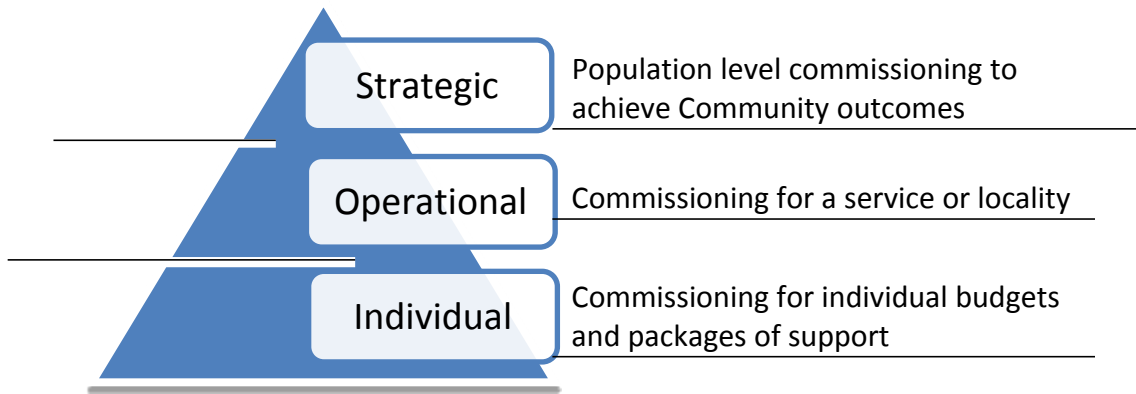 Strategic
Population level commissioning to
achieve Community outcomes
Operational
Commissioning for a service or locality
Individual
Commissioning for individual budgets
and packages of support